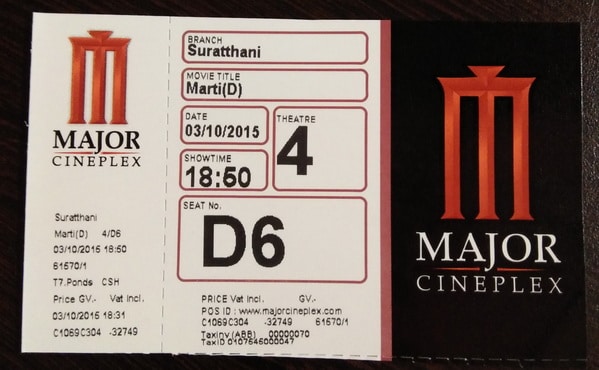 MAJOR
CINEPLEX
Suratthani
Marti(D) 4/D6
03/10/2015 18:50
61570/1
T7.Ponds CSH
Price GV.- Vat Incl.
03/10/2015 18:31
C1069C304 -32749
BRANCH
Suratthani
MOVIE TITLE
Marti(D)
DATE
03/10/2015
THEATRE
4
SHOWTIME
18:50
SEAT No.
D6
PRICE Vat Incl. GV.-
POS ID : www.majorcineplex.com
C1069C304 -32749 61570/1
TaxInv (ABB) 00000070
TaxID 0107545000047
MAJOR
CINEPLEX